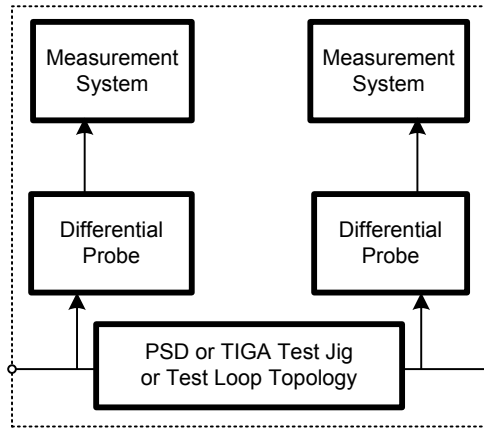 Measurement
System
Measurement
System
Differential
Probe
Differential
Probe
PSD or TIGA Test Jig
or Test Loop Topology